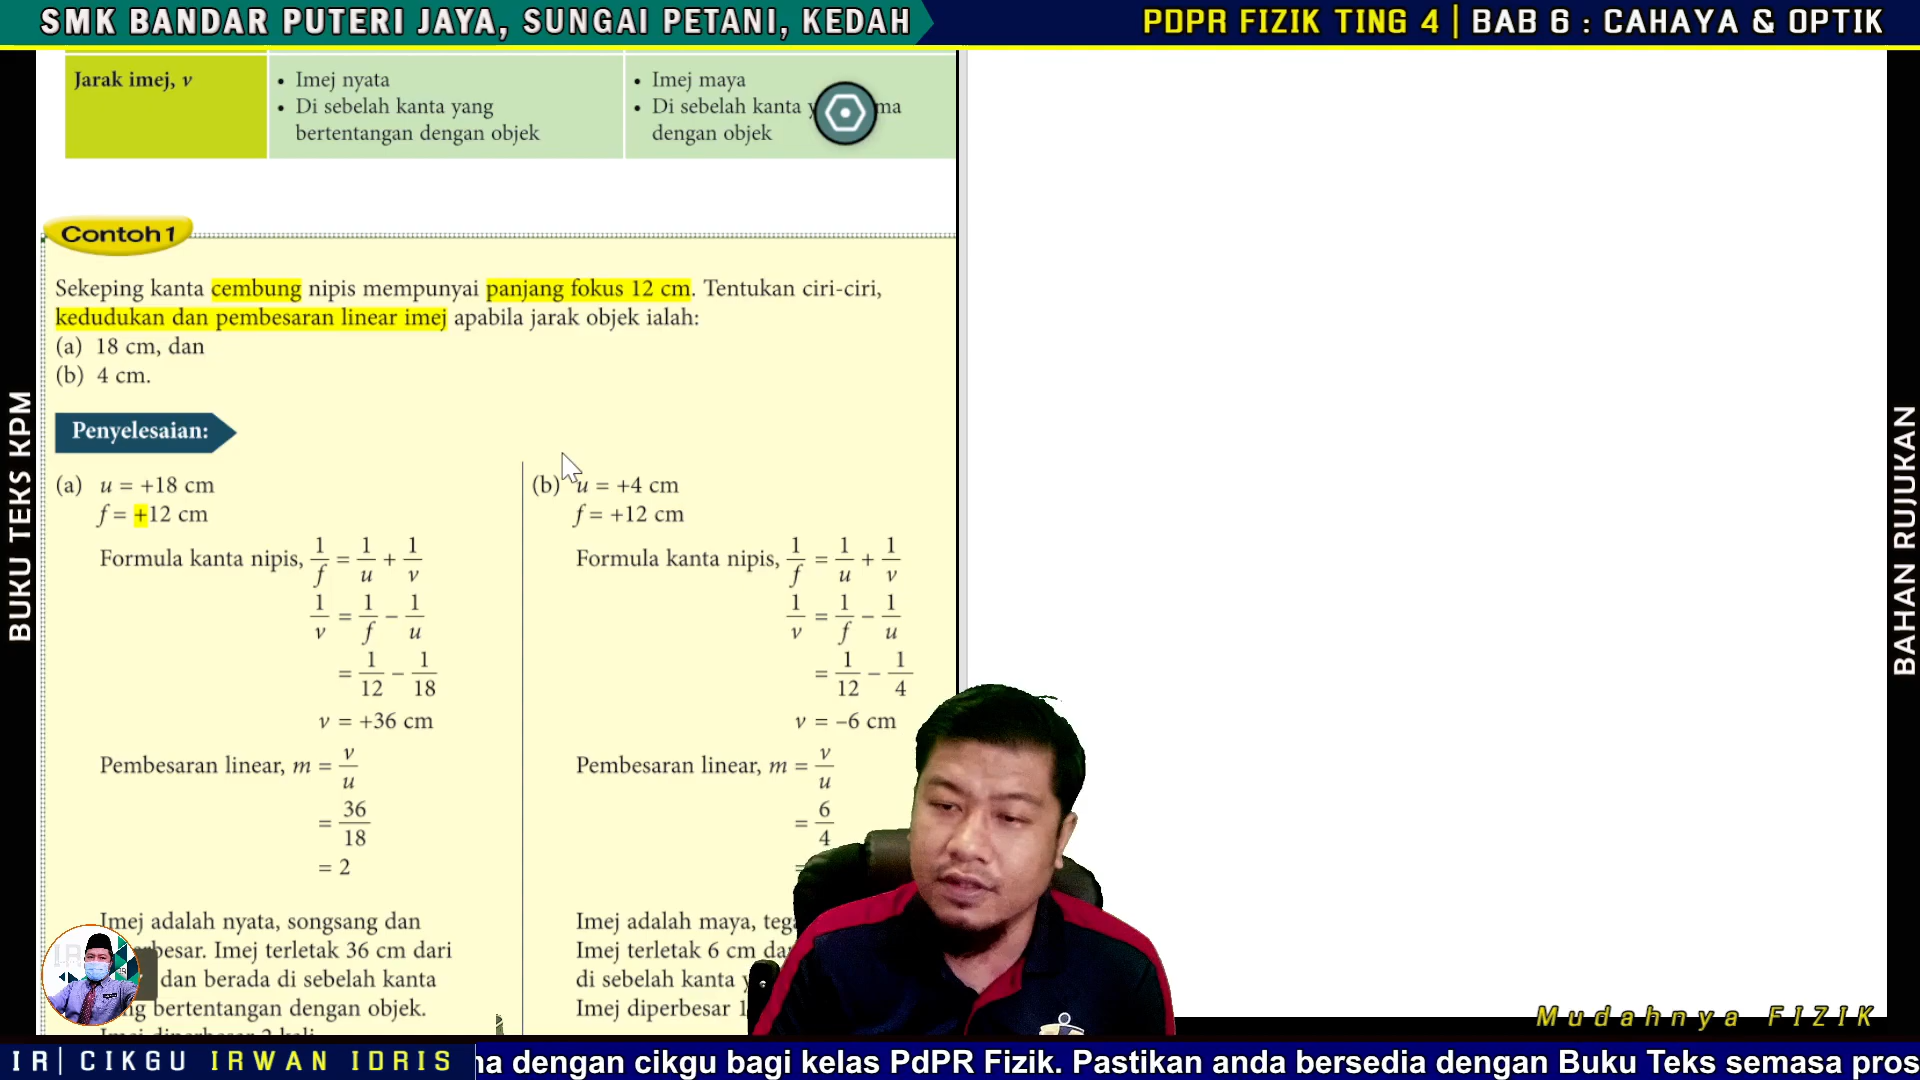 SMK BANDAR PUTERI JAYA, SUNGAI PETANI, KEDAH
PDPR FIZIK TING 4 | BAB 6 : CAHAYA & OPTIK
BUKU TEKS KPM
BAHAN RUJUKAN
Jarak imej, v
• Imej nyata
• Di sebelah kanta yang
bertentangan dengan objek
• Imej maya
• Di sebelah kanta
dengan objek
Contoh 1
Sekeping kanta cembung nipis mempunyai panjang fokus 12 cm. Tentukan ciri-ciri,
kedudukan dan pembesaran linear imej apabila jarak objek ialah:
(a) 18 cm, dan
(b) 4 cm.
Penyelesaian:
(a) u = +18 cm
f = +12 cm
Formula kanta nipis, 1/f = 1/u + 1/v
1/v = 1/f – 1/u
= 1/12 – 1/18
v = +36 cm
Pembesaran linear, m = v/u
= 36/18
= 2
Imej adalah nyata, songsang dan
besar. Imej terletak 36 cm dari
dan berada di sebelah kanta
bertentangan dengan objek.
(b) u = +4 cm
f = +12 cm
Formula kanta nipis, 1/f = 1/u + 1/v
1/v = 1/f – 1/u
= 1/12 – 1/4
v = –6 cm
Pembesaran linear, m = v/u
= 6/4
=
Imej adalah maya,
Imej terletak 6 cm
di sebelah kanta
Imej diperbesar
Mudahnya FIZIK
IR| CIKGU IRWAN IDRIS
dengan cikgu bagi kelas PdPR Fizik. Pastikan anda bersedia dengan Buku Teks semasa